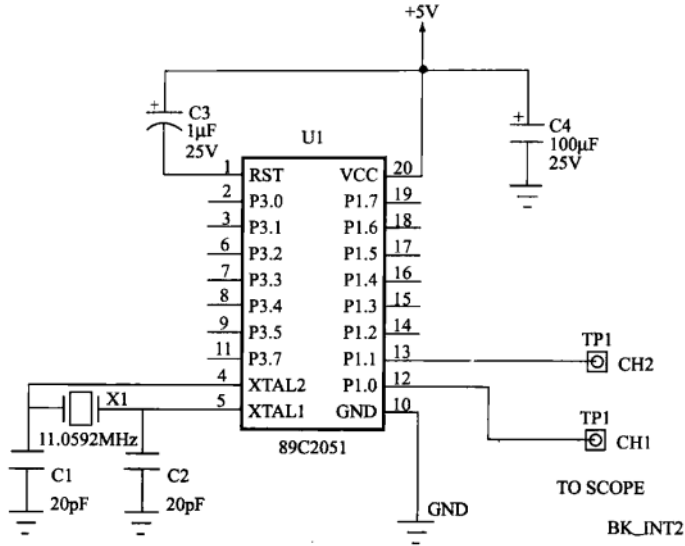 +5V
+
C3
1µF
25V
+
C4
100µF
25V
U1
1 RST VCC 20
2 P3.0 P1.7 19
3 P3.1 P1.6 18
6 P3.2 P1.5 17
7 P3.3 P1.4 16
8 P3.4 P1.3 15
9 P3.5 P1.2 14
11 P3.7 P1.1 13
4 XTAL2 P1.0 12
5 XTAL1 GND 10
89C2051
TP1
CH2
TP1
CH1
X1
11.0592MHz
C1
20pF
C2
20pF
GND
TO SCOPE
BK_INT2